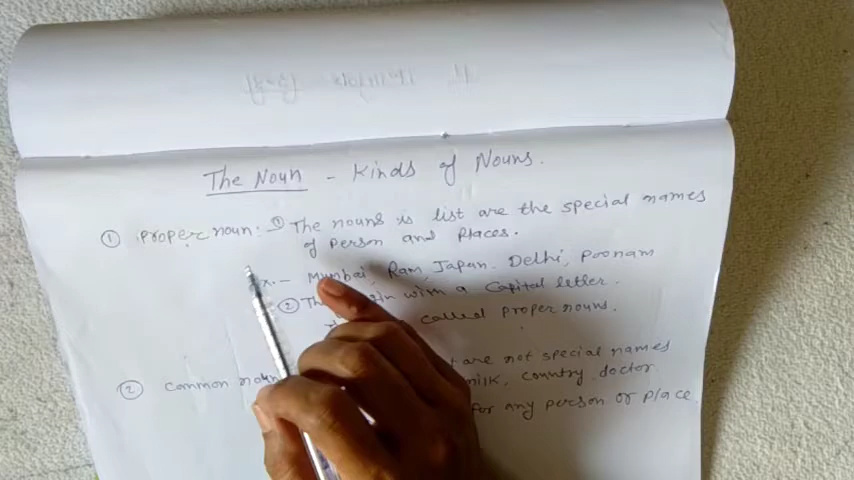 The Noun - Kinds of Nouns.
① Proper noun:- ① The nouns is list are the special names
of person and places.
Ex.- Mumbai, Ram, Japan. Delhi, Poonam
② with a capital letter.
called proper nouns.
② Common noun are not special names
milk, country doctor.
for any person or place